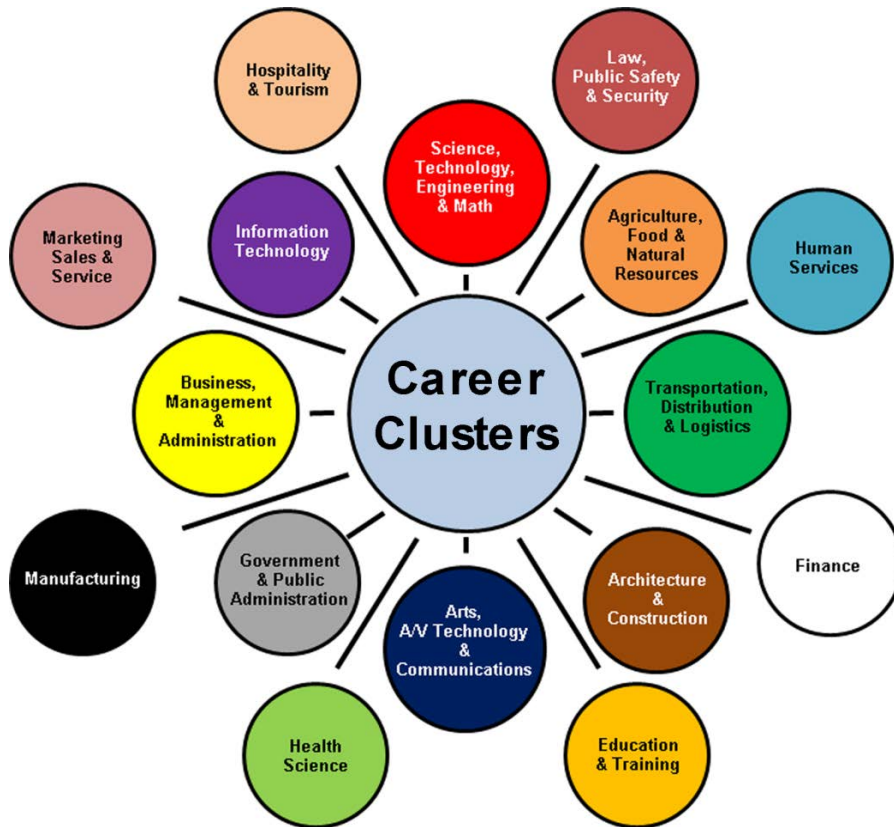 Hospitality
& Tourism
Law,
Public Safety
& Security
Science,
Technology,
Engineering
& Math
Marketing
Sales &
Service
Information
Technology
Agriculture,
Food &
Natural
Resources
Human
Services
Career
Clusters
Business,
Management
&
Administration
Transportation,
Distribution
& Logistics
Manufacturing
Government
& Public
Administration
Arts,
A/V Technology
&
Communications
Architecture
&
Construction
Finance
Health
Science
Education
& Training